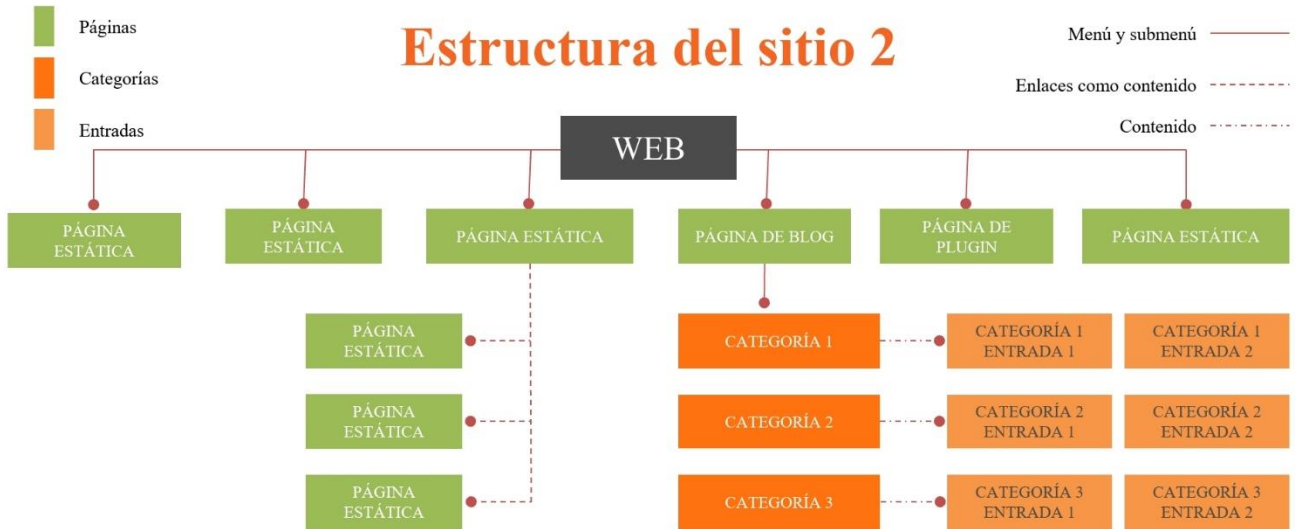 Páginas
Categorías
Entradas
Estructura del sitio 2
Menú y submenú
Enlaces como contenido
Contenido
WEB
PÁGINA
ESTÁTICA
PÁGINA
ESTÁTICA
PÁGINA ESTÁTICA
PÁGINA DE BLOG
PÁGINA DE
PLUGIN
PÁGINA ESTÁTICA
PÁGINA
ESTÁTICA
CATEGORÍA 1
CATEGORÍA 1
ENTRADA 1
CATEGORÍA 1
ENTRADA 2
PÁGINA
ESTÁTICA
CATEGORÍA 2
CATEGORÍA 2
ENTRADA 1
CATEGORÍA 2
ENTRADA 2
PÁGINA
ESTÁTICA
CATEGORÍA 3
CATEGORÍA 3
ENTRADA 1
CATEGORÍA 3
ENTRADA 2